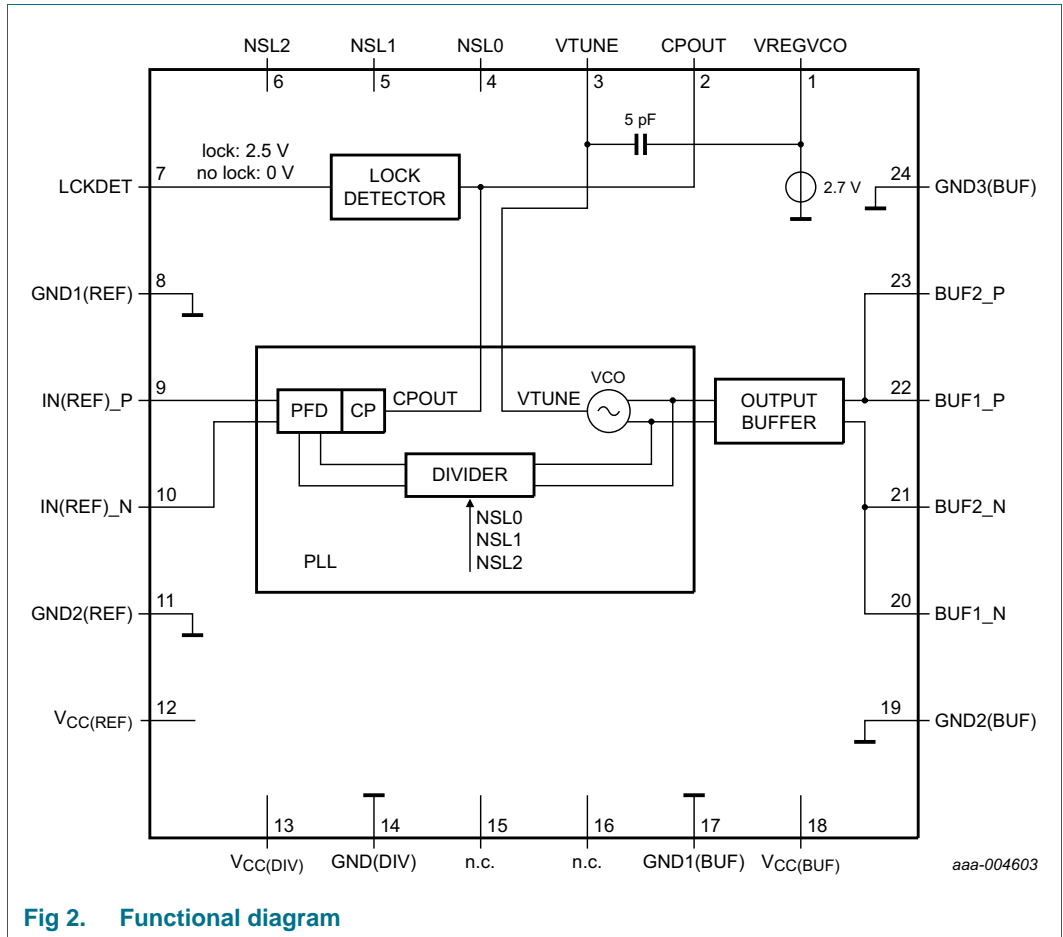 NSL2 NSL1 NSL0 VTUNE CPOUT VREGVCO
6 5 4 3 2 1
5 pF
lock: 2.5 V
no lock: 0 V
7
LCKDET
LOCK
DETECTOR
2.7 V
24
GND3(BUF)
8
GND1(REF)
23
BUF2_P
9
IN(REF)_P
PFD CP
CPOUT
VTUNE
VCO
OUTPUT
BUFFER
22
BUF1_P
DIVIDER
10
IN(REF)_N
21
BUF2_N
NSL0
NSL1
NSL2
PLL
11
GND2(REF)
20
BUF1_N
12
VCC(REF)
19
GND2(BUF)
13 14 15 16 17 18
VCC(DIV) GND(DIV) n.c. n.c. GND1(BUF) VCC(BUF)
aaa-004603
Fig 2. Functional diagram